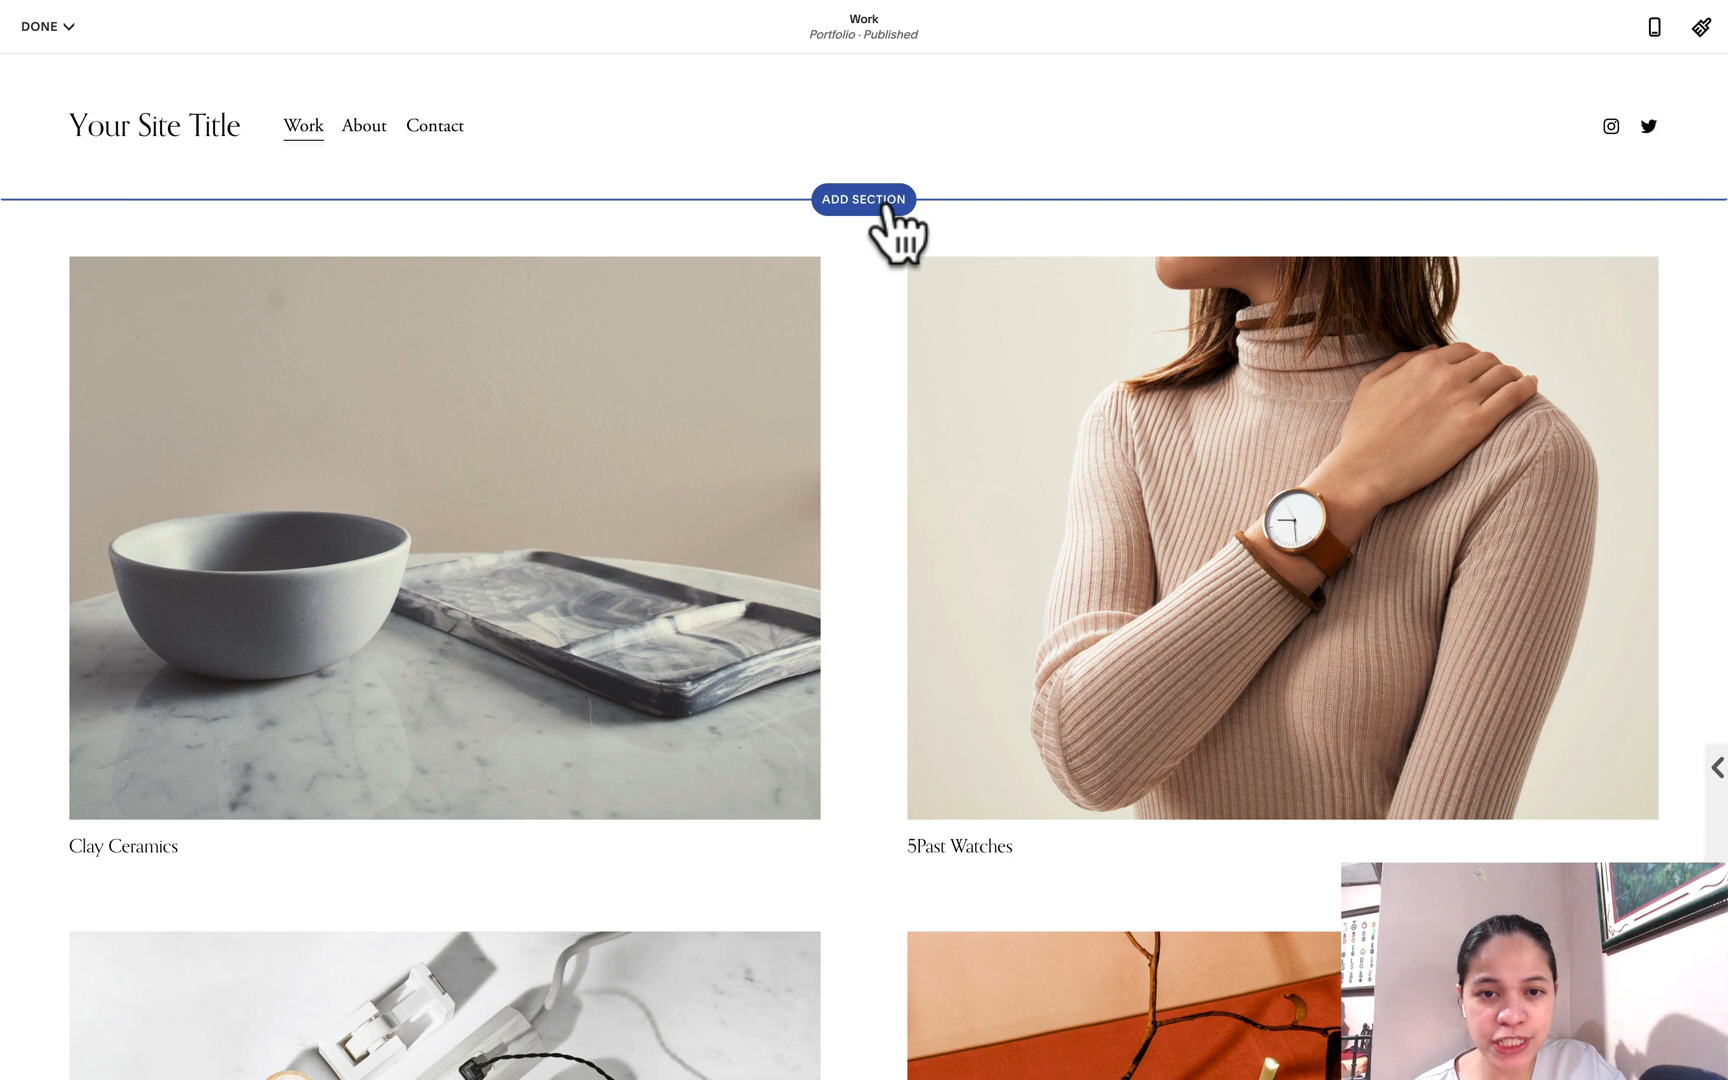 DONE
Work
Portfolio · Published
Your Site Title
Work
About
Contact
ADD SECTION
Clay Ceramics
5Past Watches